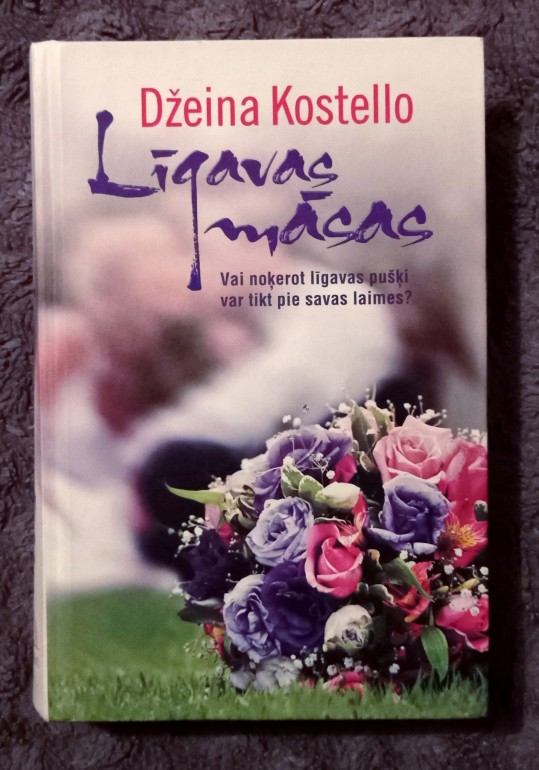 Džeina Kostello
Līgavas
māsas
Vai noķerot līgavas pušķi
var tikt pie savas laimes?